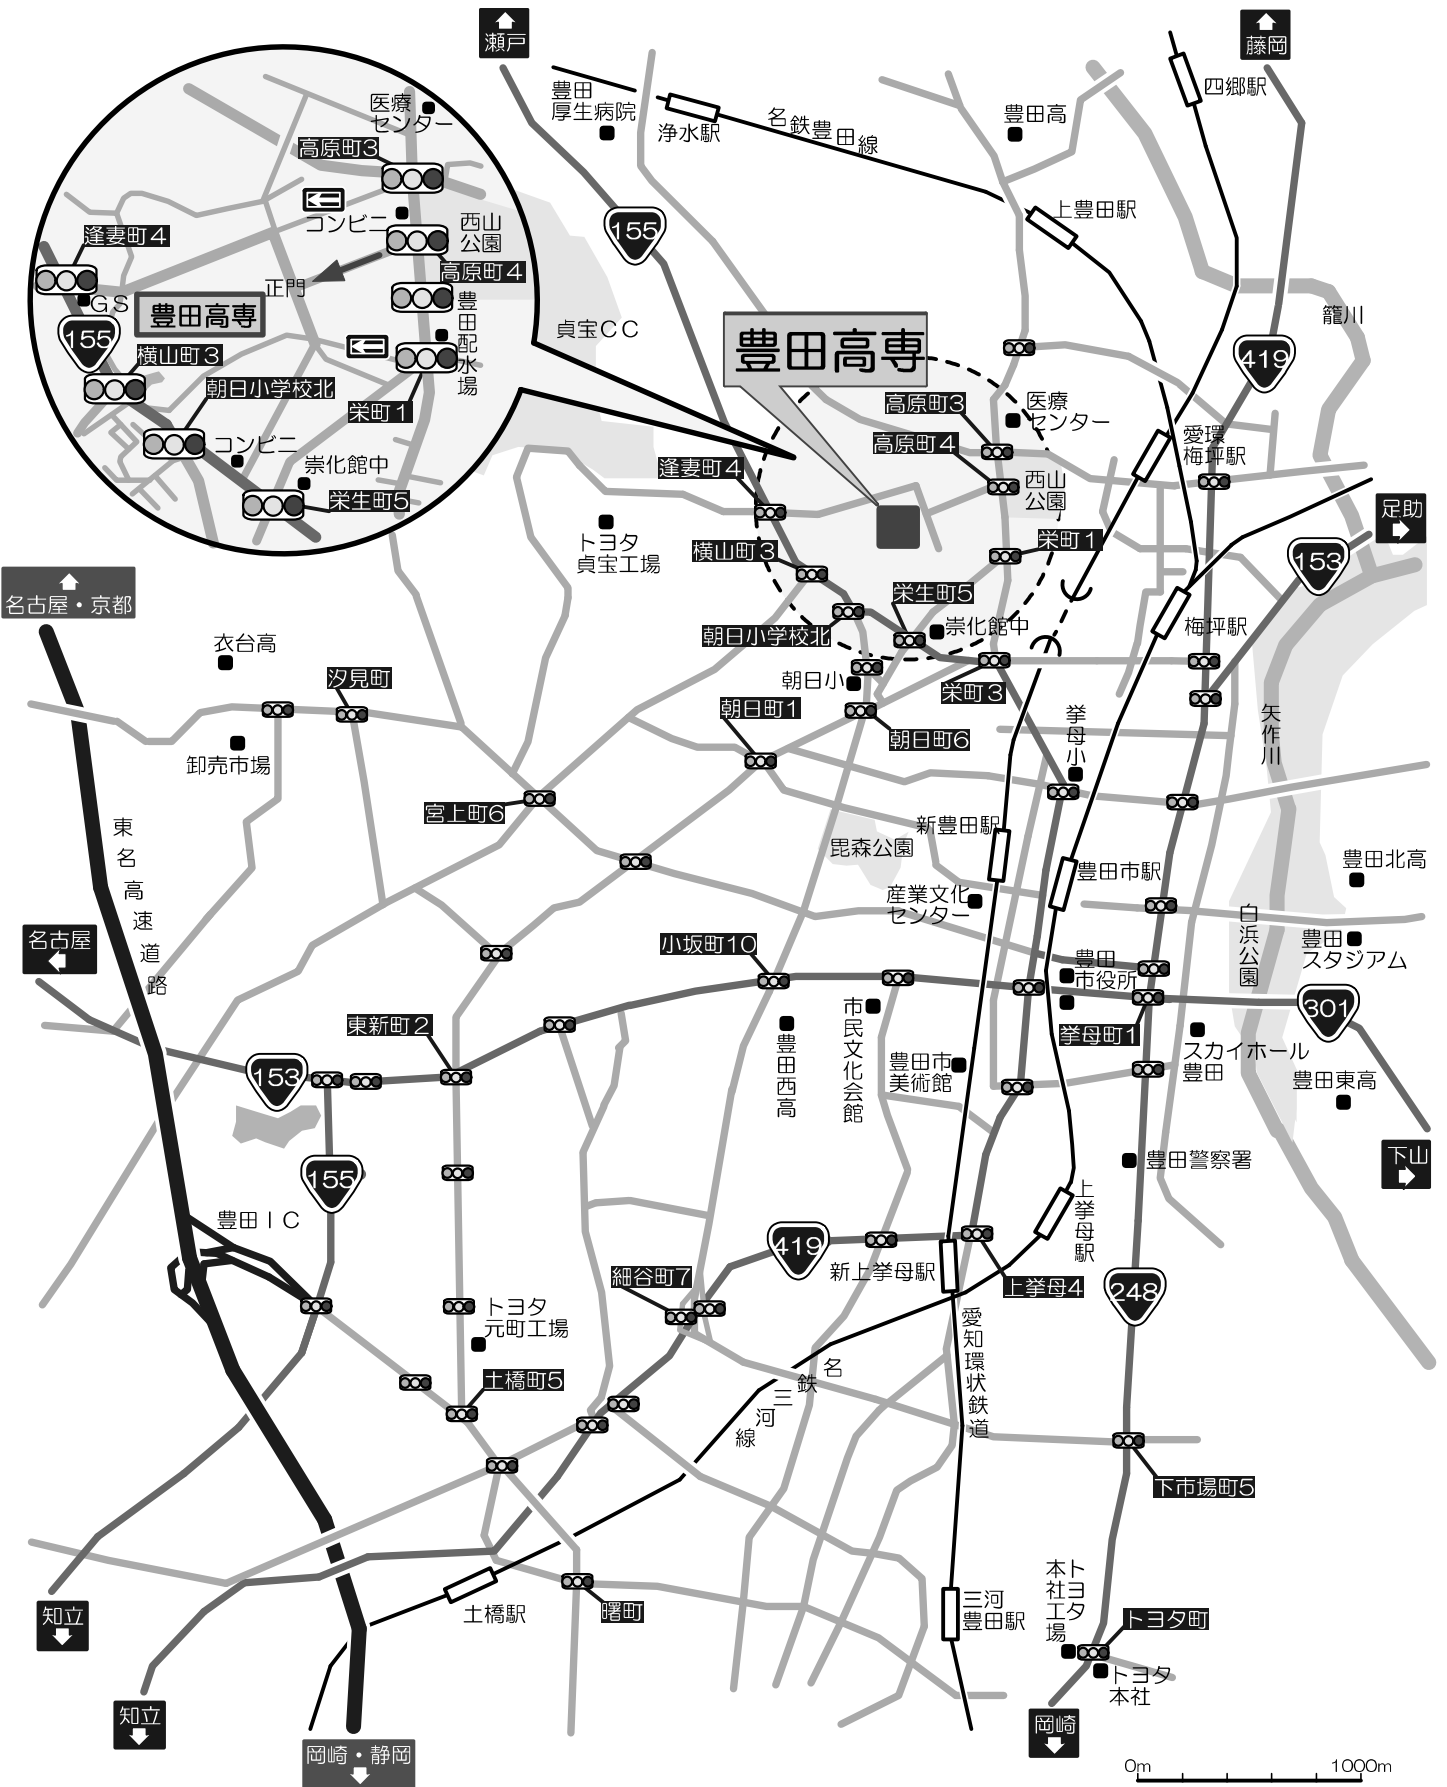 瀬戸
藤岡
四郷駅
豊田
厚生病院
浄水駅
名鉄豊田線
豊田高
上豊田駅
155
医療
センター
高原町3
コンビニ
西山
公園
逢妻町4
正門
高原町4
GS
豊田高専
豊田配水場
155
横山町3
朝日小学校北
栄町1
コンビニ
崇化館中
栄生町5
貞宝CC
籠川
419
豊田高専
高原町3
医療
センター
高原町4
愛環
梅坪駅
逢妻町4
西山
公園
足助
トヨタ
貞宝工場
横山町3
栄町1
153
名古屋・京都
栄生町5
朝日小学校北
崇化館中
梅坪駅
衣台高
汐見町
朝日小
栄町3
朝日町1
朝日町6
挙母小
矢作川
卸売市場
宮上町6
新豊田駅
毘森公園
東名高速道路
豊田市駅
豊田北高
産業文化
センター
名古屋
小坂町10
白浜公園
豊田
スタジアム
豊田
市役所
301
市民文化会館
東新町2
挙母町1
豊田西高
スカイホール
豊田
豊田市
美術館
153
豊田東高
155
豊田警察署
下山
豊田IC
上挙母駅
419
新上挙母駅
細谷町7
上挙母4
248
トヨタ
元町工場
愛知環状鉄道
土橋町5
名鉄三河線
下市場町5
トヨタ
本社工場
三河
豊田駅
知立
土橋駅
曙町
トヨタ町
トヨタ
本社
知立
岡崎
岡崎・静岡
0m 1000m